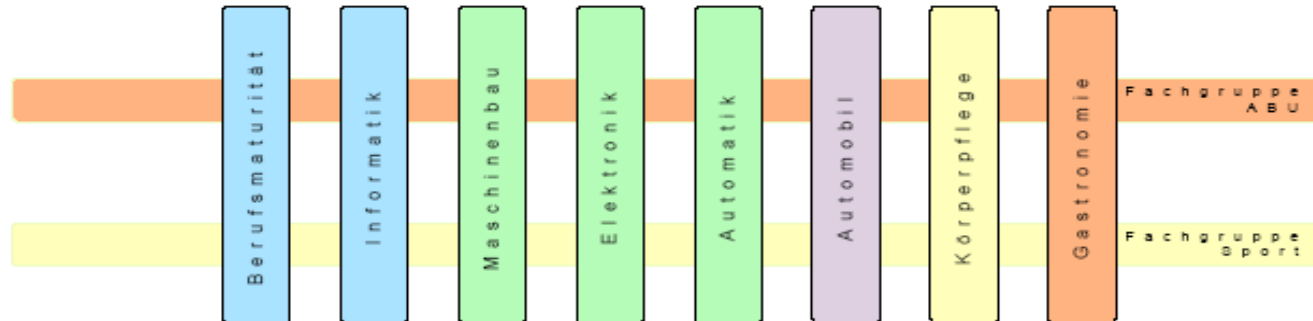 Berufsmaturität
Informatik
Maschinenbau
Elektronik
Automatik
Automobil
Körperpflege
Gastronomie
Fachgruppe
ABU
Fachgruppe
Sport